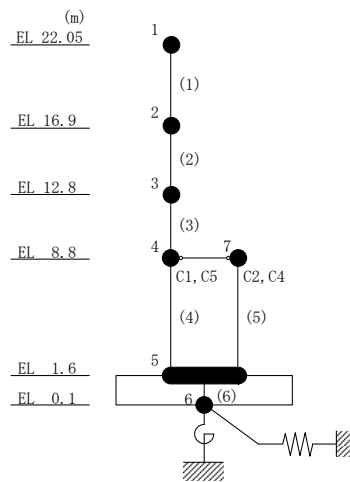 (m)
EL 22.05
1
(1)
EL 16.9
2
(2)
EL 12.8
3
(3)
EL 8.8
4
7
C1, C5
C2, C4
(4)
(5)
EL 1.6
5
EL 0.1
6
(6)